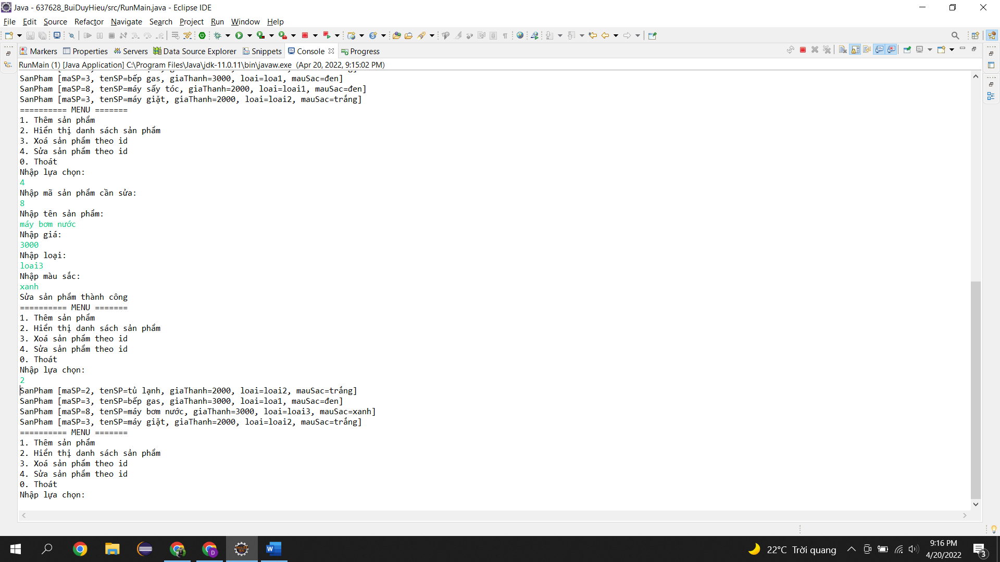 Java - 637628_BuiDuyHieu/src/RunMain.java - Eclipse IDE
File Edit Source Refactor Navigate Search Project Run Window Help
Markers Properties Servers Data Source Explorer Snippets Console Progress
RunMain (1) [Java Application] C:\Program Files\Java\jdk-11.0.11\bin\javaw.exe (Apr 20, 2022, 9:15:02 PM)
SanPham [maSP=3, tenSP=bếp gas, giaThanh=3000, loai=loa1, mauSac=đen]
SanPham [maSP=8, tenSP=máy sấy tóc, giaThanh=2000, loai=loai1, mauSac=đen]
SanPham [maSP=3, tenSP=máy giặt, giaThanh=2000, loai=loai2, mauSac=trắng]
========== MENU =======
1. Thêm sản phẩm
2. Hiển thị danh sách sản phẩm
3. Xoá sản phẩm theo id
4. Sửa sản phẩm theo id
0. Thoát
Nhập lựa chọn:
4
Nhập mã sản phẩm cần sửa:
8
Nhập tên sản phẩm:
máy bơm nước
Nhập giá:
3000
Nhập loại:
loai3
Nhập màu sắc:
xanh
Sửa sản phẩm thành công
========== MENU =======
1. Thêm sản phẩm
2. Hiển thị danh sách sản phẩm
3. Xoá sản phẩm theo id
4. Sửa sản phẩm theo id
0. Thoát
Nhập lựa chọn:
2
SanPham [maSP=2, tenSP=tủ lạnh, giaThanh=2000, loai=loai2, mauSac=trắng]
SanPham [maSP=3, tenSP=bếp gas, giaThanh=3000, loai=loa1, mauSac=đen]
SanPham [maSP=8, tenSP=máy bơm nước, giaThanh=3000, loai=loai3, mauSac=xanh]
SanPham [maSP=3, tenSP=máy giặt, giaThanh=2000, loai=loai2, mauSac=trắng]
========== MENU =======
1. Thêm sản phẩm
2. Hiển thị danh sách sản phẩm
3. Xoá sản phẩm theo id
4. Sửa sản phẩm theo id
0. Thoát
Nhập lựa chọn:
22°C Trời quang
9:16 PM
4/20/2022
3